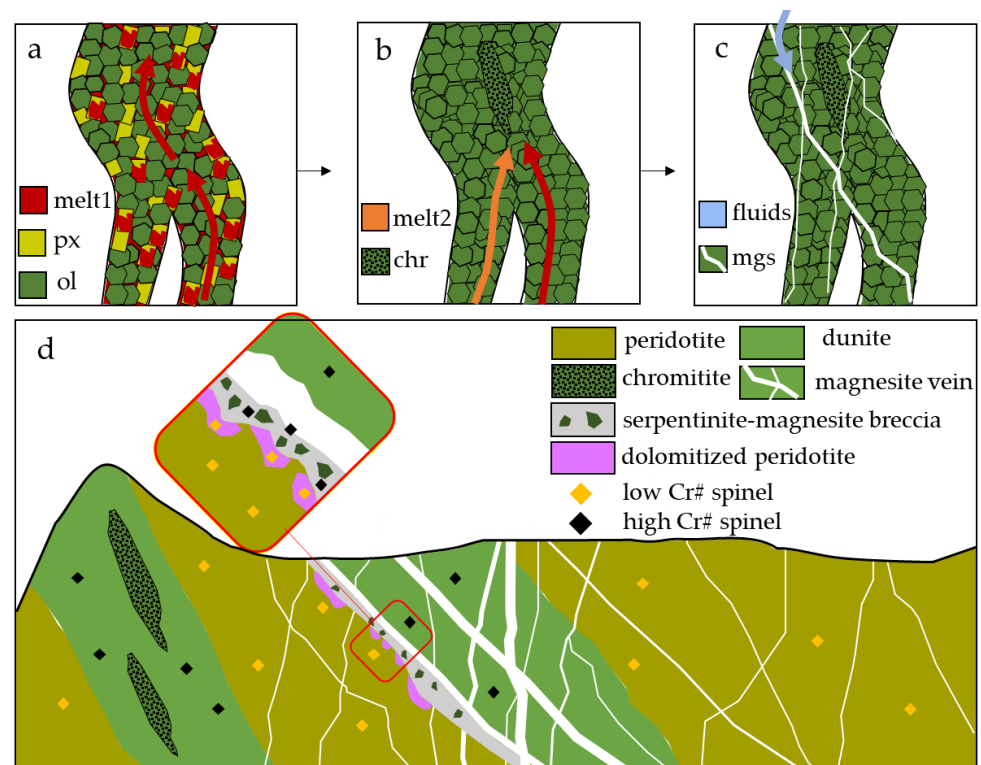 a
melt1
px
ol
b
melt2
chr
c
fluids
mgs
d
peridotite
dunite
chromitite
magnesite vein
serpentinite-magnesite breccia
dolomitized peridotite
low Cr# spinel
high Cr# spinel